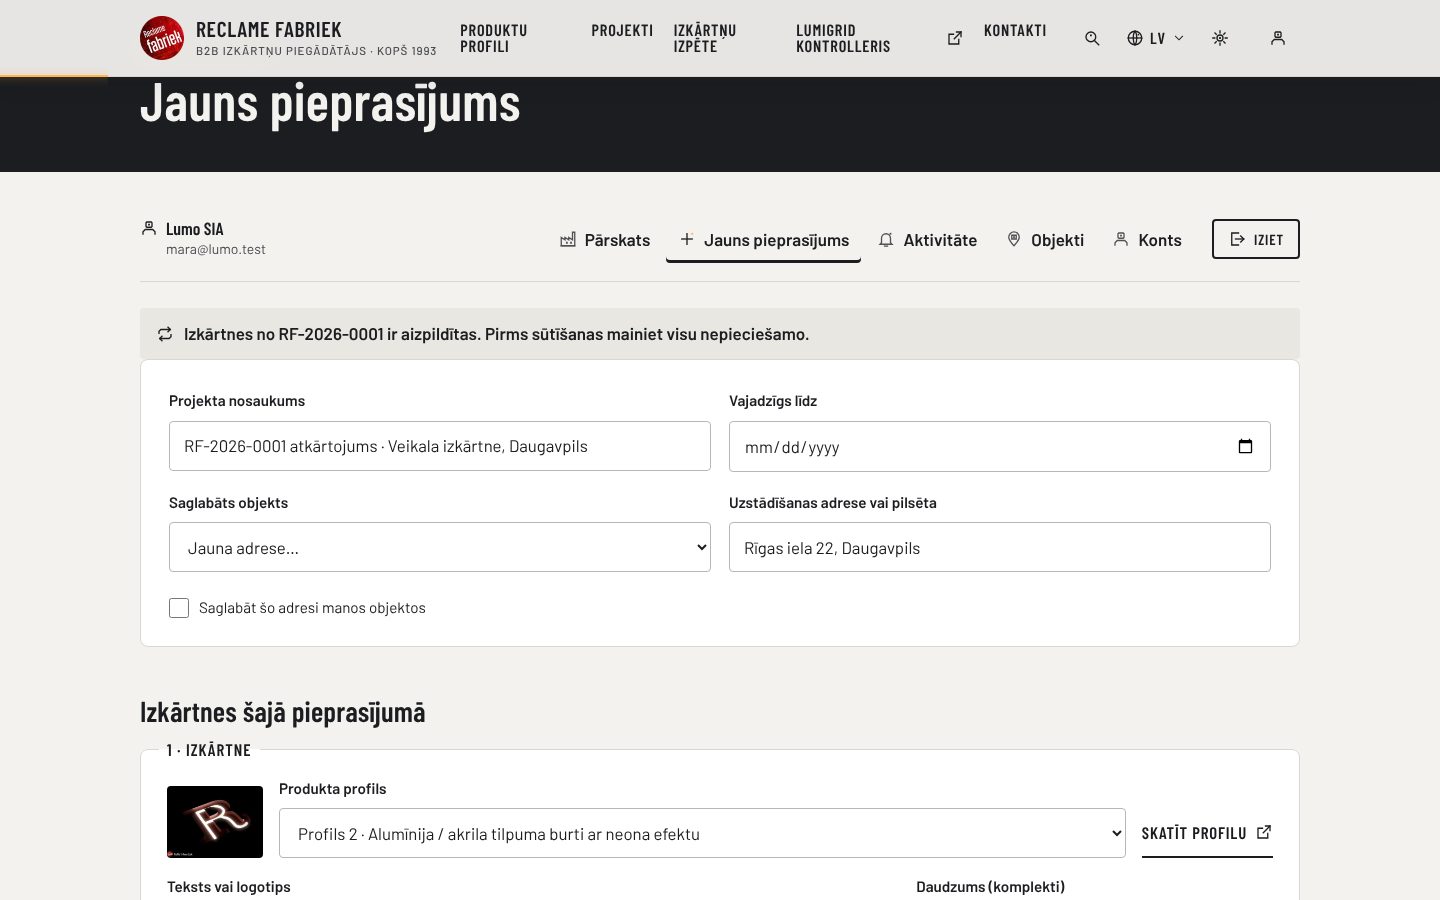 Reclame fabriek
RECLAME FABRIEK
B2B IZKĀRTŅU PIEGĀDĀTĀJS · KOPŠ 1993
PRODUKTU PROFILI
PROJEKTI
IZKĀRTŅU IZPĒTE
LUMIGRID KONTROLLERIS
KONTAKTI
LV
Jauns pieprasījums
Lumo SIA
mara@lumo.test
Pārskats
Jauns pieprasījums
Aktivitāte
Objekti
Konts
IZIET
Izkārtnes no RF-2026-0001 ir aizpildītas. Pirms sūtīšanas mainiet visu nepieciešamo.
Projekta nosaukums
Vajadzīgs līdz
RF-2026-0001 atkārtojums · Veikala izkārtne, Daugavpils
mm/dd/yyyy
Saglabāts objekts
Uzstādīšanas adrese vai pilsēta
Jauna adrese...
Rīgas iela 22, Daugavpils
Saglabāt šo adresi manos objektos
Izkārtnes šajā pieprasījumā
1 · IZKĀRTNE
Produkta profils
Profils 2 · Alumīnija / akrila tilpuma burti ar neona efektu
SKATĪT PROFILU
Teksts vai logotips
Daudzums (komplekti)